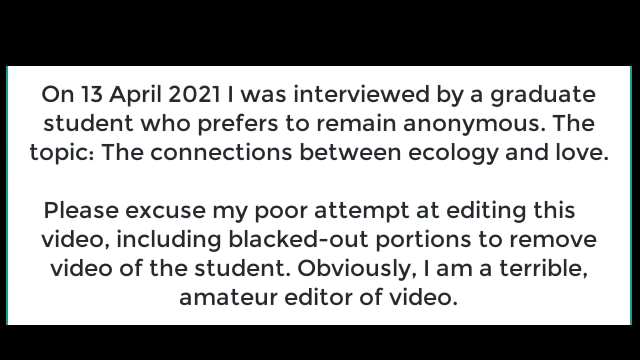 On 13 April 2021 I was interviewed by a graduate
student who prefers to remain anonymous. The
topic: The connections between ecology and love.
Please excuse my poor attempt at editing this
video, including blacked-out portions to remove
video of the student. Obviously, I am a terrible,
amateur editor of video.